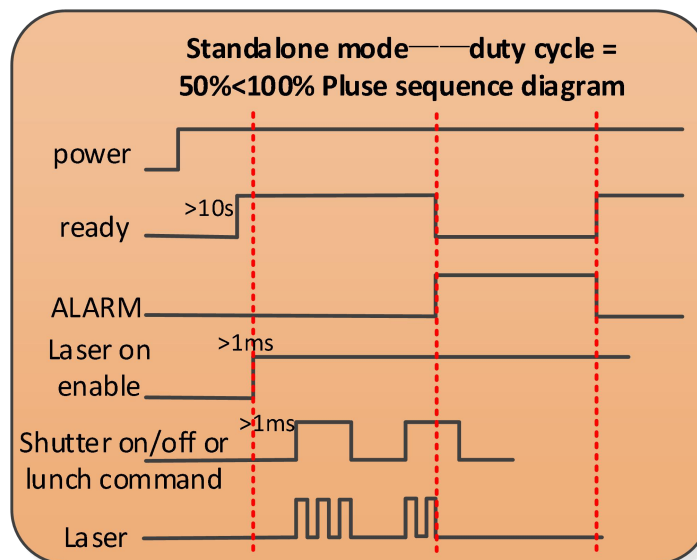 Standalone mode——duty cycle =
50%<100% Pluse sequence diagram
power
>10s
ready
ALARM
>1ms
Laser on
enable
>1ms
Shutter on/off or
lunch command
Laser